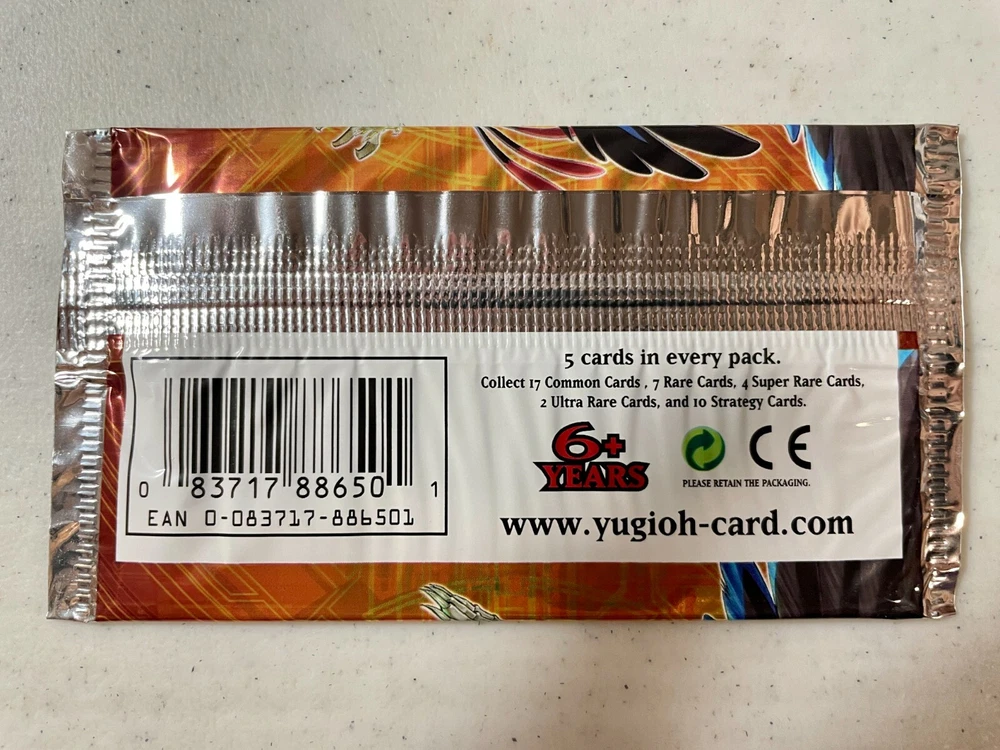 5 cards in every pack.
Collect 17 Common Cards , 7 Rare Cards, 4 Super Rare Cards,
2 Ultra Rare Cards, and 10 Strategy Cards.
6+
YEARS
CE
PLEASE RETAIN THE PACKAGING.
www.yugioh-card.com
0 83717 88650 1
EAN 0-083717-886501